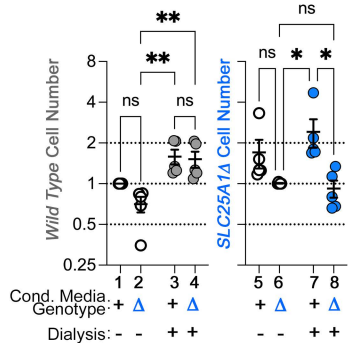 ns
**
**
ns
ns
ns
*
*
8
4
2
1
0.5
0.25
Wild Type Cell Number
SLC25A1Δ Cell Number
1 2 3 4 5 6 7 8
Cond. Media
Genotype: + Δ + Δ + Δ + Δ
Dialysis: - - + + - - + +